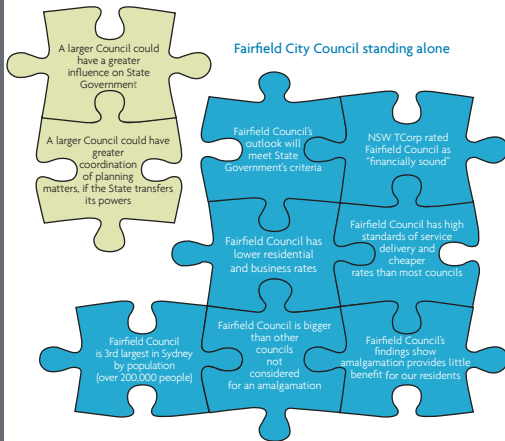 A larger Council could
have a greater
influence on State
Government
A larger Council could have
greater
coordination
of planning
matters, if the State transfers
its powers
Fairfield City Council standing alone
Fairfield Council's
outlook will
meet State
Government's criteria
NSW TCorp rated
Fairfield Council as
"financially sound"
Fairfield Council has
lower residential
and business rates
Fairfield Council has high
standards of service
delivery and
cheaper
rates than most councils
Fairfield Council
is 3rd largest in Sydney
by population
(over 200,000 people)
Fairfield Council is bigger
than other
councils
not
considered
for an amalgamation
Fairfield Council's
findings show
amalgamation provides little
benefit for our residents